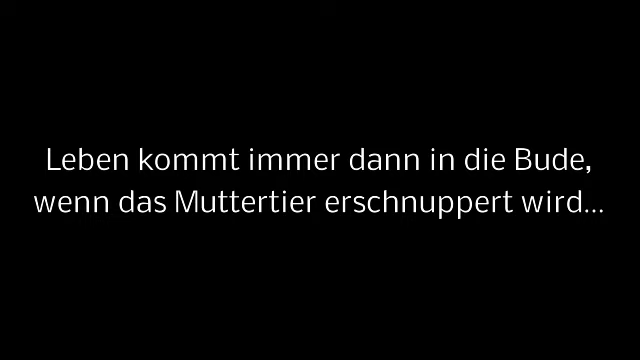 Leben kommt immer dann in die Bude,
wenn das Muttertier erschnuppert wird...